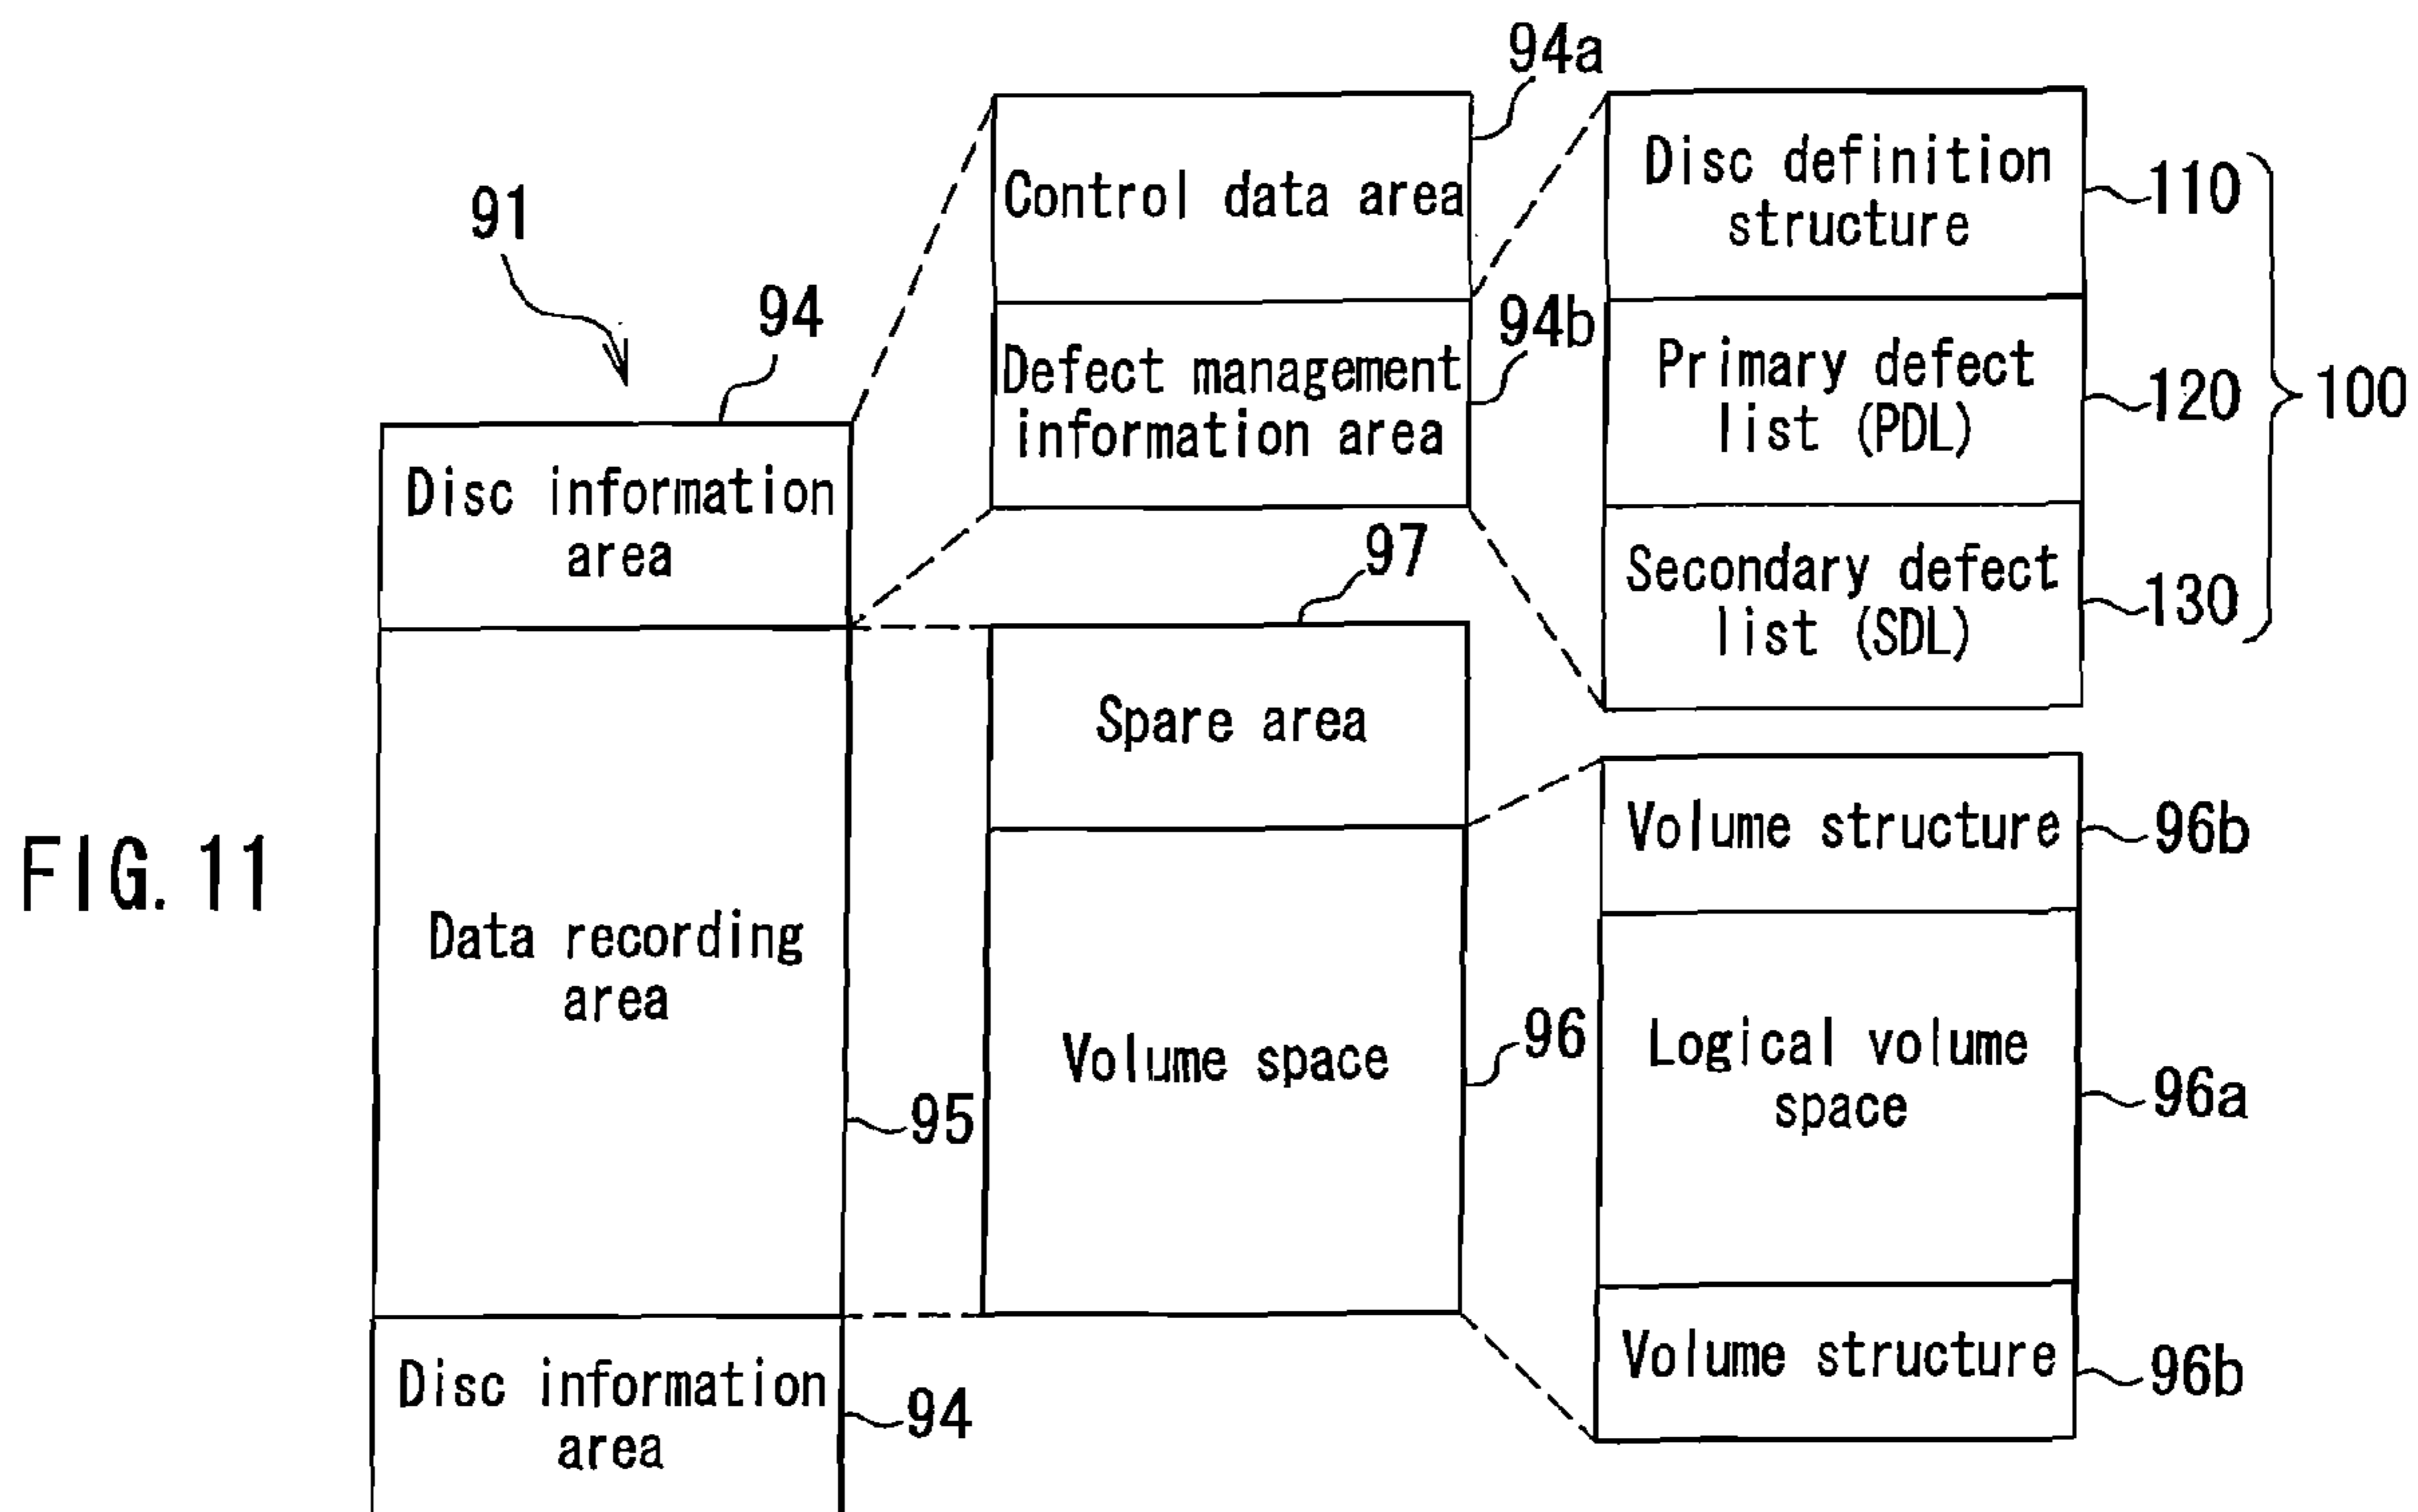 FIG. 11
91
94
Disc information
area
Data recording
area
95
Disc information
area
94
94a
Control data area
Defect management
information area
94b
97
Spare area
Volume space
96
Disc definition
structure
110
Primary defect
list (PDL)
120
Secondary defect
list (SDL)
130
100
Volume structure
96b
Logical volume
space
96a
Volume structure
96b